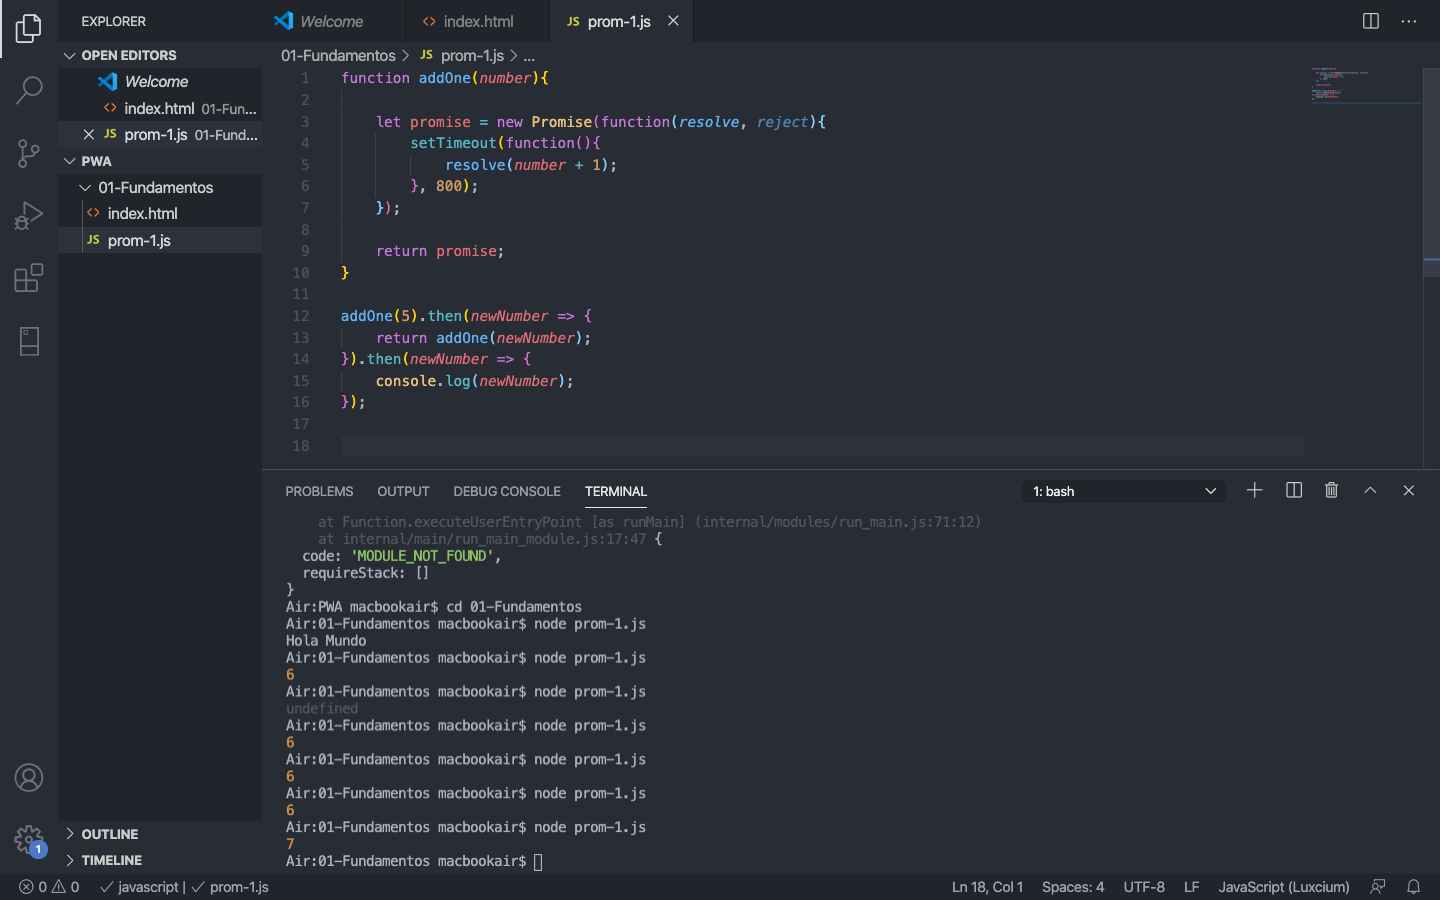 EXPLORER
OPEN EDITORS
Welcome
index.html 01-Fun...
JS prom-1.js 01-Fund...
PWA
01-Fundamentos
index.html
JS prom-1.js
OUTLINE
TIMELINE
1
Welcome
index.html
JS prom-1.js
01-Fundamentos > JS prom-1.js > ...
1 function addOne(number){
2
3 let promise = new Promise(function(resolve, reject){
4 setTimeout(function(){
5 resolve(number + 1);
6 }, 800);
7 });
8
9 return promise;
10 }
11
12 addOne(5).then(newNumber => {
13 return addOne(newNumber);
14 }).then(newNumber => {
15 console.log(newNumber);
16 });
17
18
PROBLEMS OUTPUT DEBUG CONSOLE TERMINAL 1: bash
at Function.executeUserEntryPoint [as runMain] (internal/modules/run_main.js:71:12)
at internal/main/run_main_module.js:17:47 {
code: 'MODULE_NOT_FOUND',
requireStack: []
}
Air:PWA macbookair$ cd 01-Fundamentos
Air:01-Fundamentos macbookair$ node prom-1.js
Hola Mundo
Air:01-Fundamentos macbookair$ node prom-1.js
6
Air:01-Fundamentos macbookair$ node prom-1.js
undefined
Air:01-Fundamentos macbookair$ node prom-1.js
6
Air:01-Fundamentos macbookair$ node prom-1.js
6
Air:01-Fundamentos macbookair$ node prom-1.js
6
Air:01-Fundamentos macbookair$ node prom-1.js
7
Air:01-Fundamentos macbookair$
0 0 javascript | prom-1.js Ln 18, Col 1 Spaces: 4 UTF-8 LF JavaScript (Luxcium)